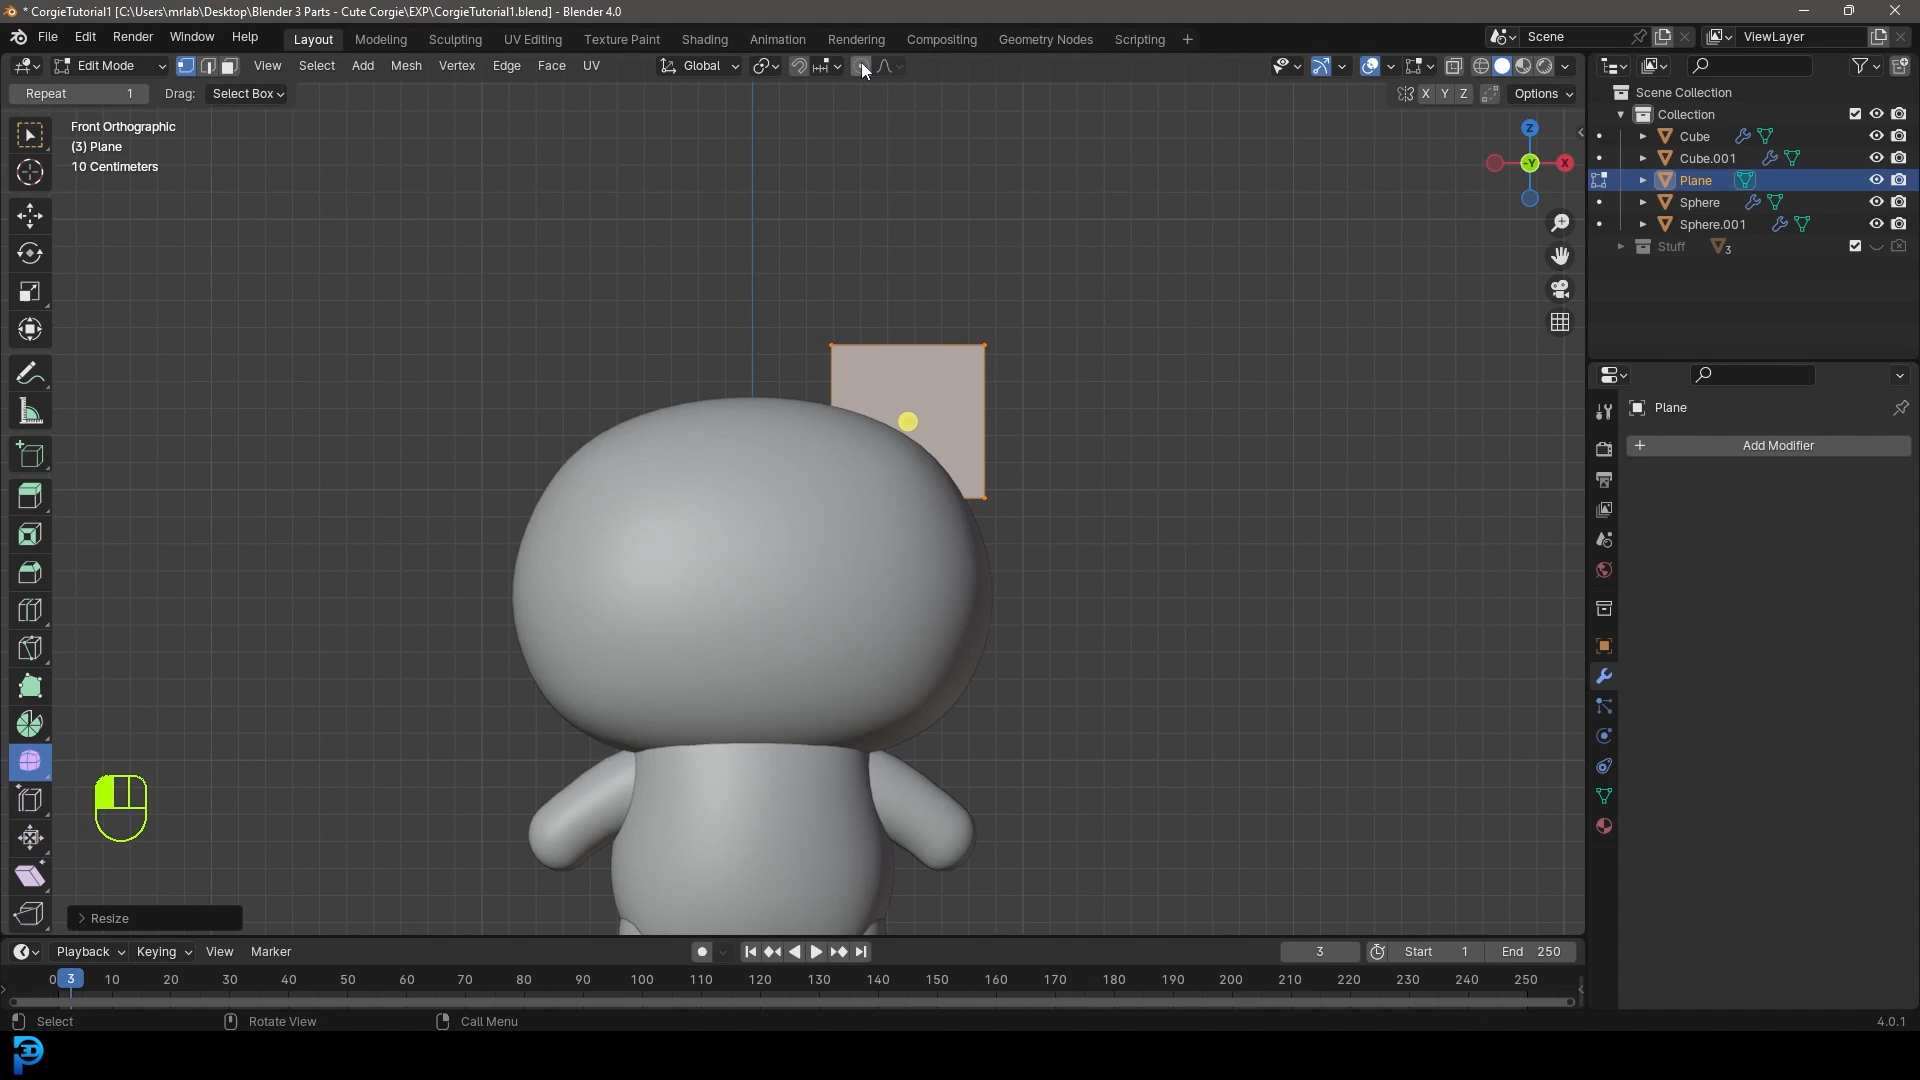 * CorgieTutorial1 [C:\Users\mrlab\Desktop\Blender 3 Parts - Cute Corgie\EXP\CorgieTutorial1.blend] - Blender 4.0
File Edit Render Window Help Layout Modeling Sculpting UV Editing Texture Paint Shading Animation Rendering Compositing Geometry Nodes Scripting + Scene ViewLayer
Edit Mode View Select Add Mesh Vertex Edge Face UV Global
Repeat 1 Drag: Select Box X Y Z Options
Front Orthographic
(3) Plane
10 Centimeters
Z
-Y
X
Scene Collection
Collection
Cube
Cube.001
Plane
Sphere
Sphere.001
Stuff 3
Plane
+ Add Modifier
> Resize
Playback Keying View Marker 3 Start 1 End 250
0 3 10 20 30 40 50 60 70 80 90 100 110 120 130 140 150 160 170 180 190 200 210 220 230 240 250
Select Rotate View Call Menu 4.0.1